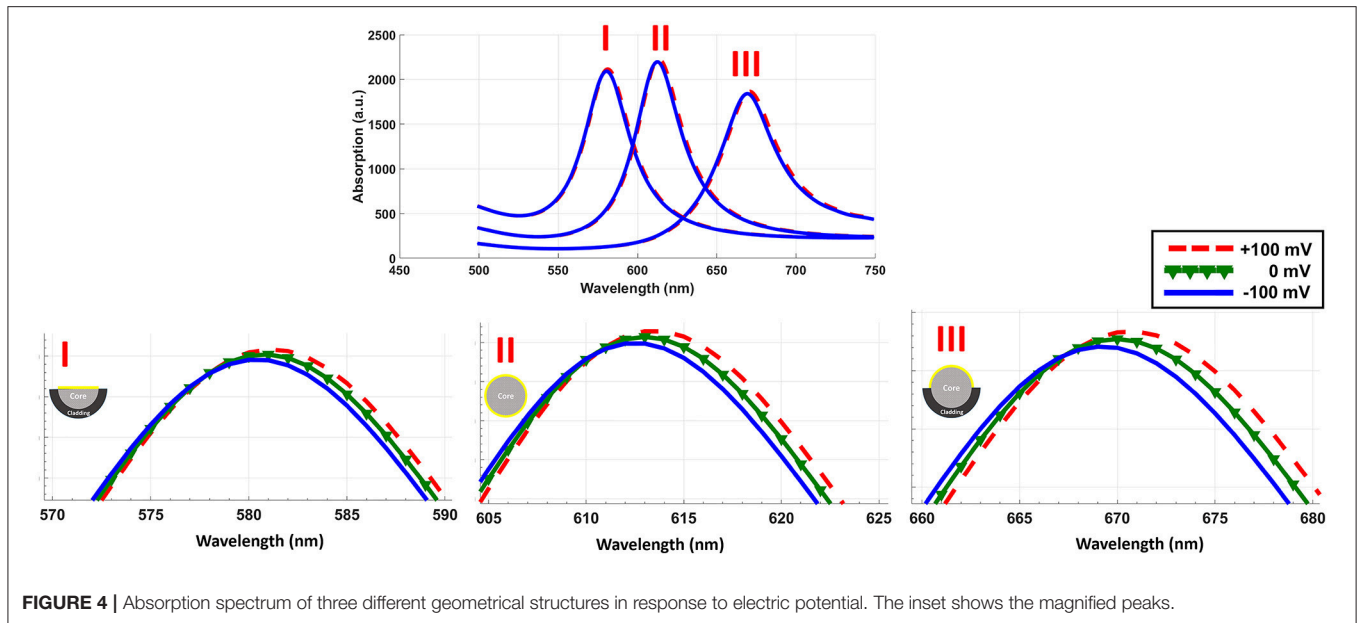 I
II
III
2500
2000
1500
1000
500
0
Absorption (a.u.)
450 500 550 600 650 700 750
Wavelength (nm)
+100 mV
0 mV
-100 mV
I
Core
Cladding
570 575 580 585 590
Wavelength (nm)
II
Core
605 610 615 620 625
Wavelength (nm)
III
Core
Cladding
660 665 670 675 680
Wavelength (nm)
FIGURE 4 | Absorption spectrum of three different geometrical structures in response to electric potential. The inset shows the magnified peaks.